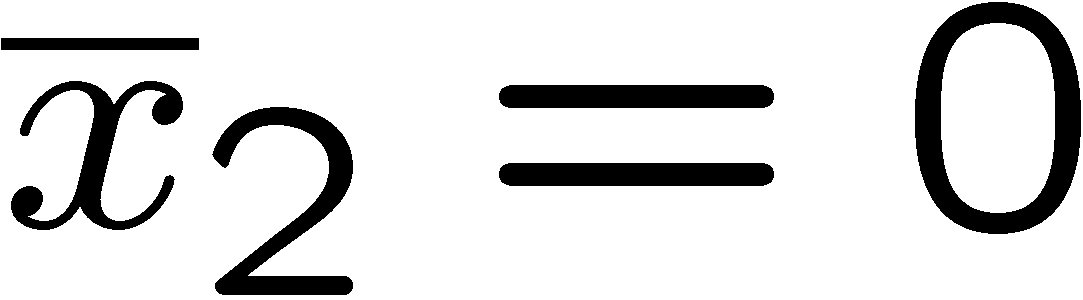 x̅₂ = 0